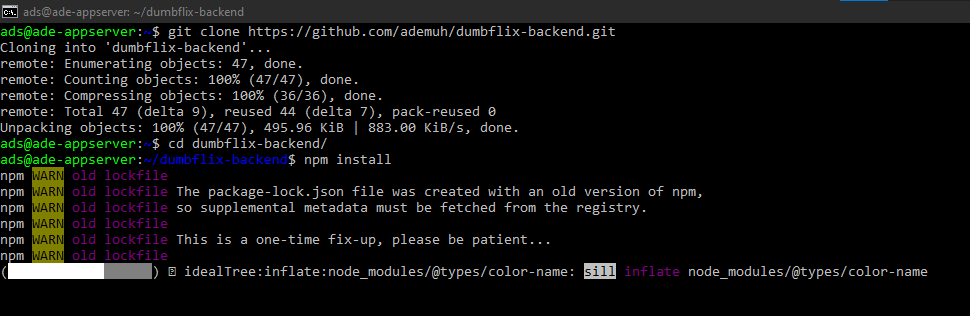 ads@ade-appserver: ~/dumbflix-backend
ads@ade-appserver:~$ git clone https://github.com/ademuh/dumbflix-backend.git
Cloning into 'dumbflix-backend'...
remote: Enumerating objects: 47, done.
remote: Counting objects: 100% (47/47), done.
remote: Compressing objects: 100% (36/36), done.
remote: Total 47 (delta 9), reused 44 (delta 7), pack-reused 0
Unpacking objects: 100% (47/47), 495.96 KiB | 883.00 KiB/s, done.
ads@ade-appserver:~$ cd dumbflix-backend/
ads@ade-appserver:~/dumbflix-backend$ npm install
npm WARN old lockfile
npm WARN old lockfile The package-lock.json file was created with an old version of npm,
npm WARN old lockfile so supplemental metadata must be fetched from the registry.
npm WARN old lockfile
npm WARN old lockfile This is a one-time fix-up, please be patient...
npm WARN old lockfile
( ) idealTree:inflate:node_modules/@types/color-name: sill inflate node_modules/@types/color-name